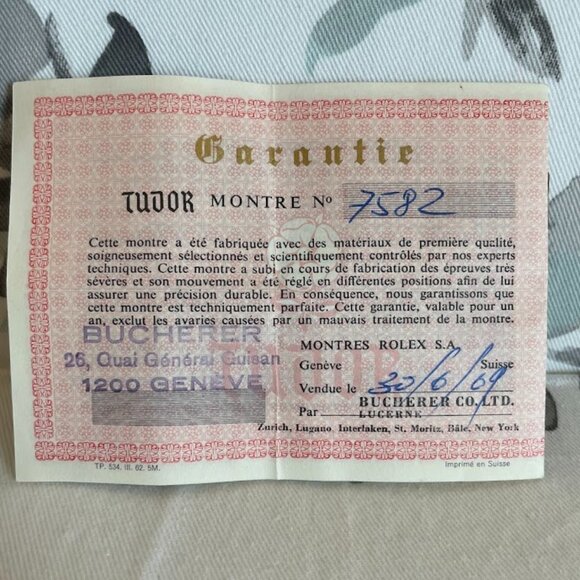 Garantie
TUDOR MONTRE No 7582
Cette montre a été fabriquée avec des matériaux de première qualité,
soigneusement sélectionnés et scientifiquement contrôlés par nos experts
techniques. Cette montre a subi en cours de fabrication des épreuves très
sévères et son mouvement a été réglé en différentes positions afin de lui
assurer une précision durable. En conséquence, nous garantissons que
cette montre est techniquement parfaite. Cette garantie, valable pour un
an, exclut les avaries causées par un mauvais traitement de la montre.
BUCHERER
26, Quai Général Guisan
1200 GENÈVE
MONTRES ROLEX S.A.
Genève Suisse
Vendue le 30/6/69
BUCHERER CO. LTD.
Par LUCERNE
Zurich, Lugano, Interlaken, St. Moritz, Bâle, New York
TP. 534. III. 62. 5M.
Imprimé en Suisse